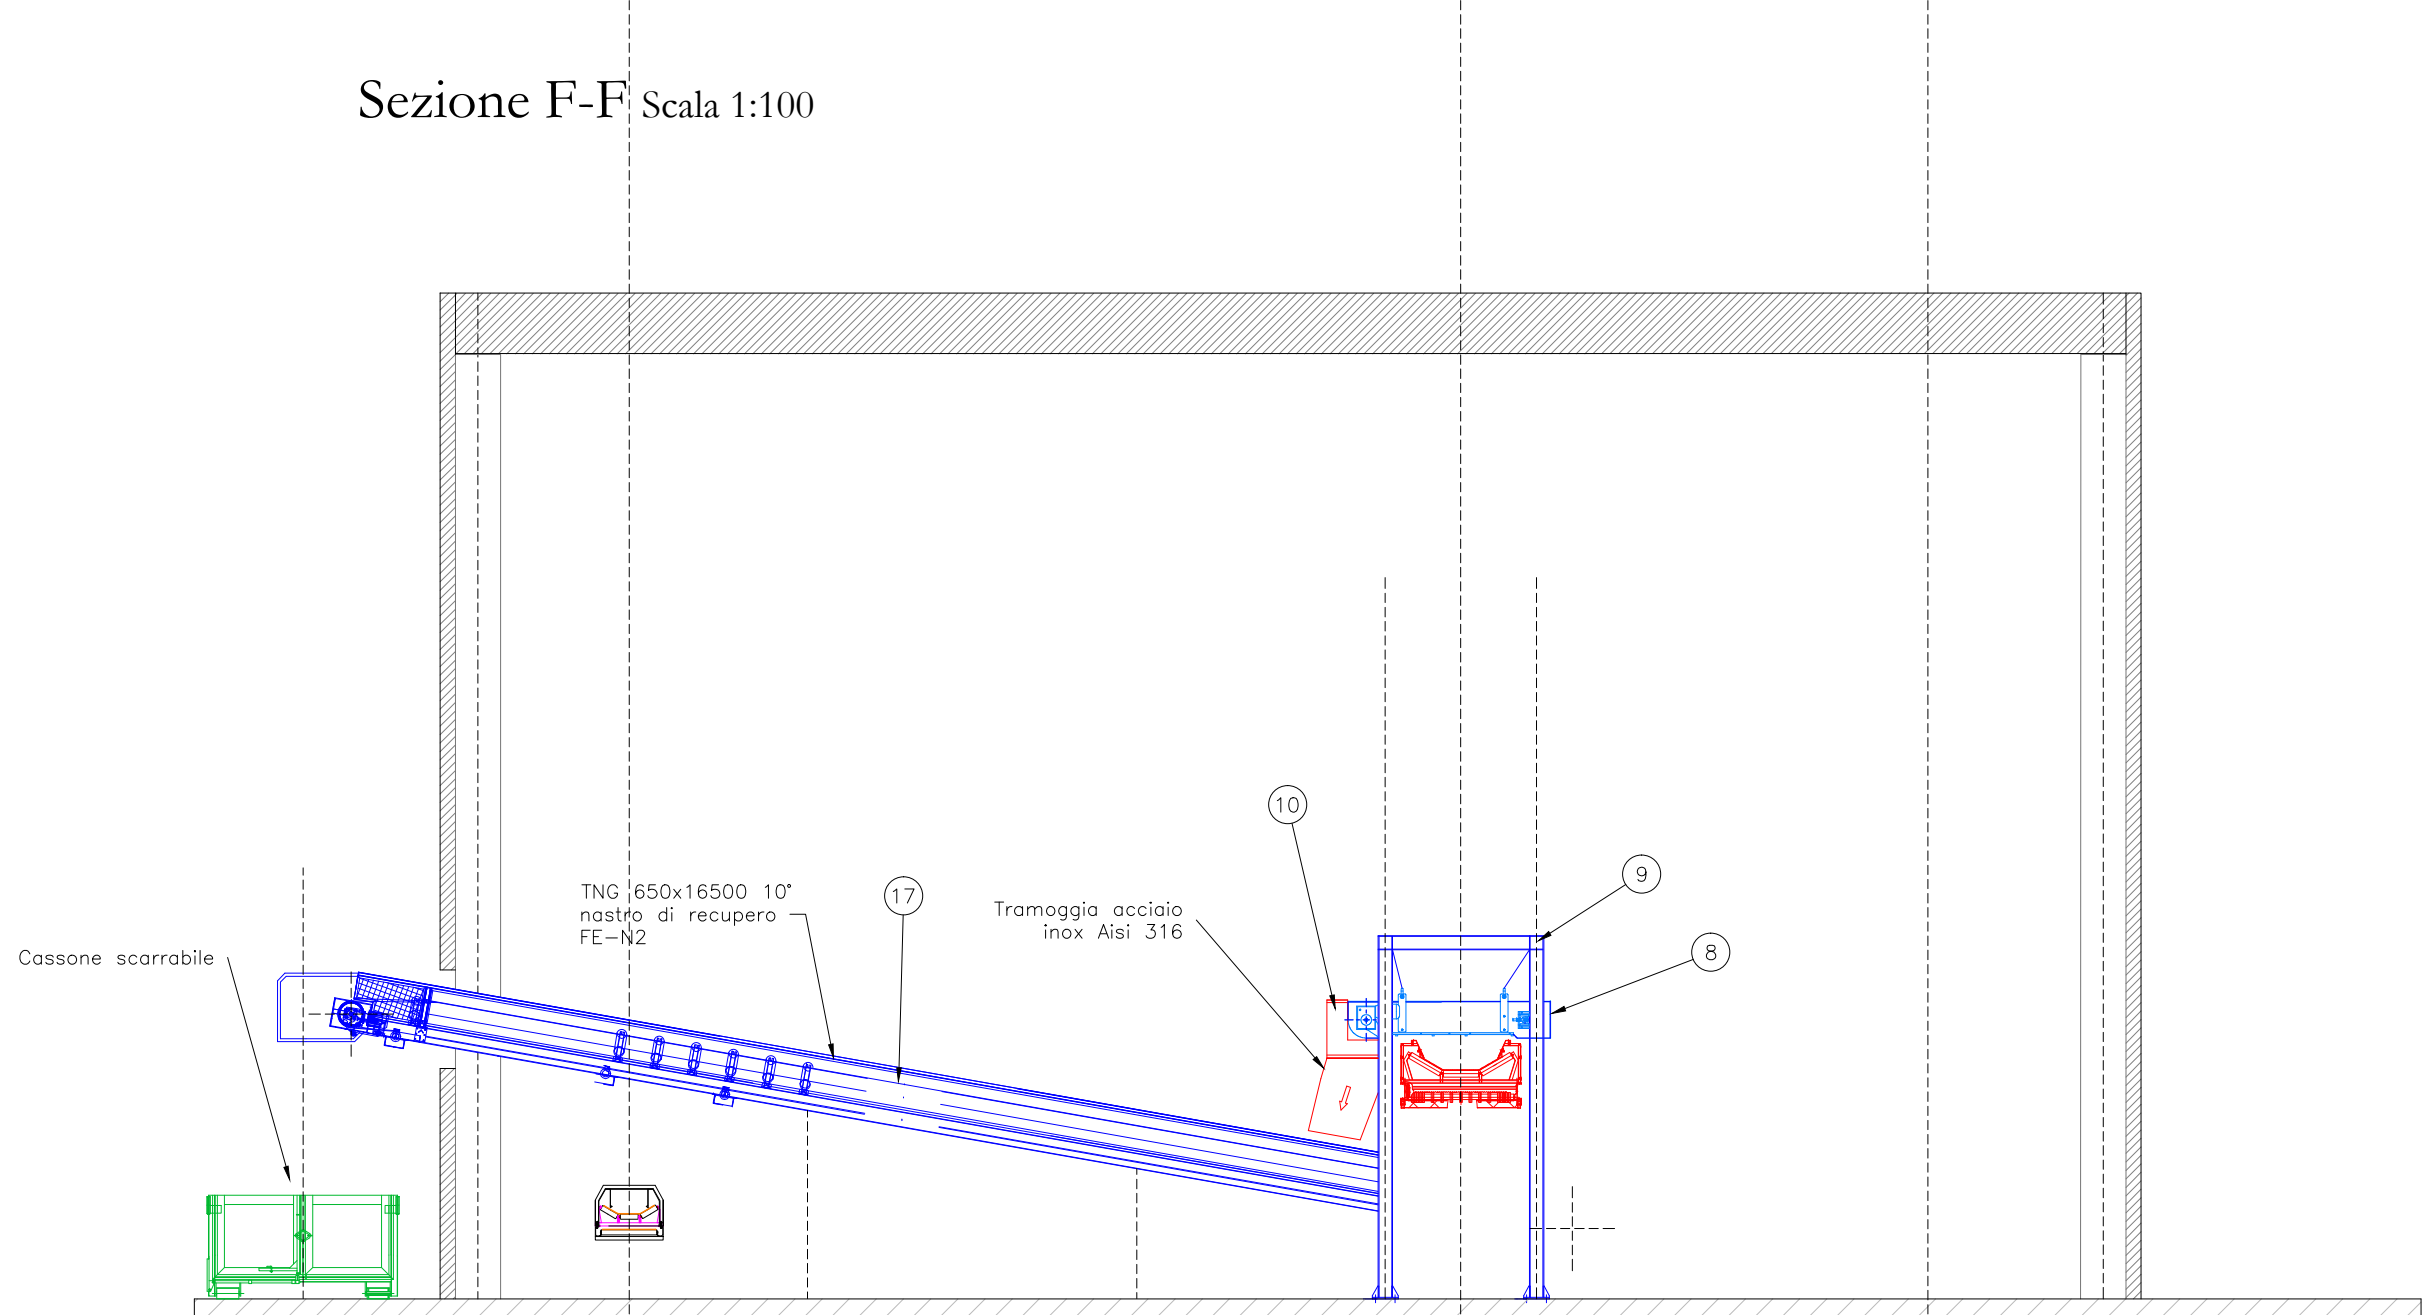 Sezione F-F Scala 1:100
10
9
17
TNG 650x16500 10°
nastro di recupero
FE-N2
Tramoggia acciaio
inox Aisi 316
8
Cassone scarrabile